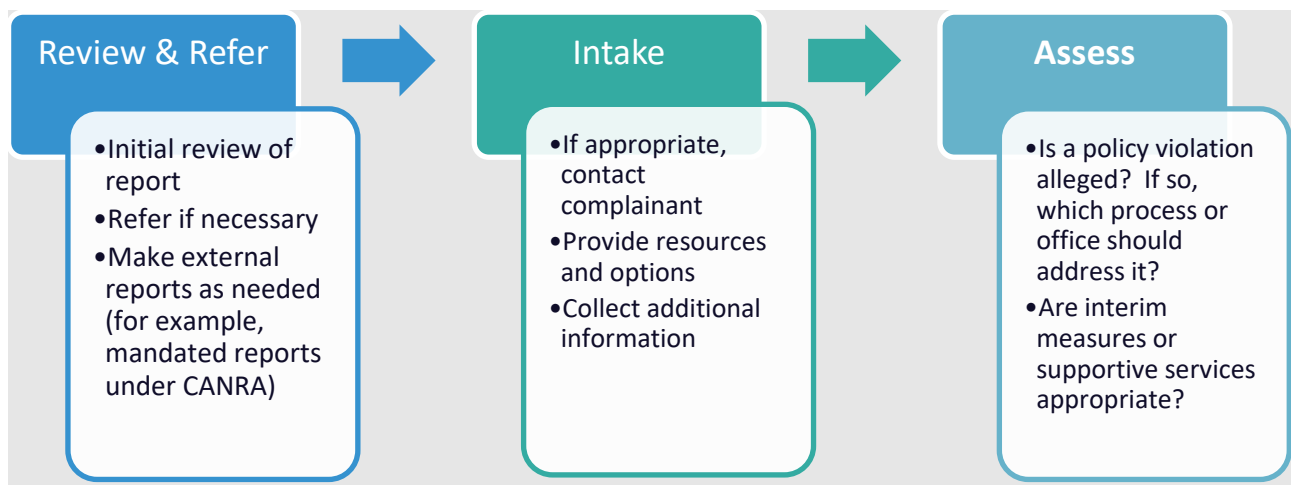 Review & Refer
•Initial review of
report
•Refer if necessary
•Make external
reports as needed
(for example,
mandated reports
under CANRA)
Intake
•If appropriate,
contact
complainant
•Provide resources
and options
•Collect additional
information
Assess
•Is a policy violation
alleged?  If so,
which process or
office should
address it?
•Are interim
measures or
supportive services
appropriate?